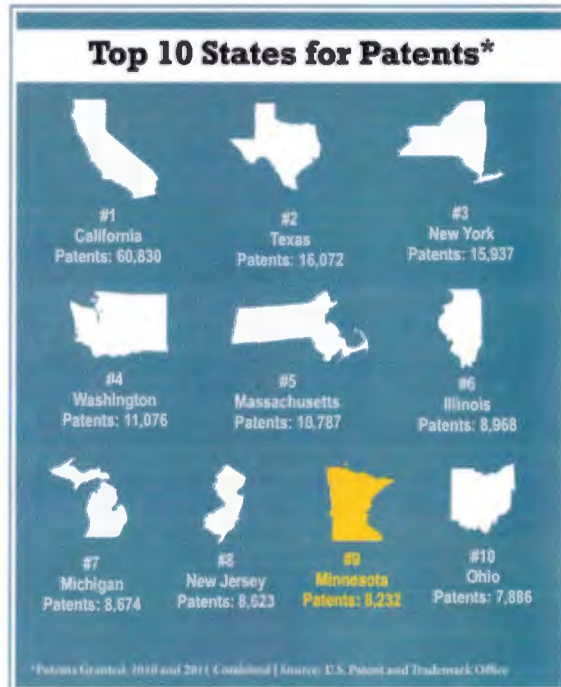 Top 10 States for Patents*
#1
California
Patents: 60,830
#2
Texas
Patents: 16,072
#3
New York
Patents: 15,937
#4
Washington
Patents: 11,076
#5
Massachusetts
Patents: 10,787
#6
Illinois
Patents: 8,968
#7
Michigan
Patents: 8,674
#8
New Jersey
Patents: 8,623
#9
Minnesota
Patents: 8,232
#10
Ohio
Patents: 7,886
*Patents Granted, 2010 and 2011 Combined | Source: U.S. Patent and Trademark Office